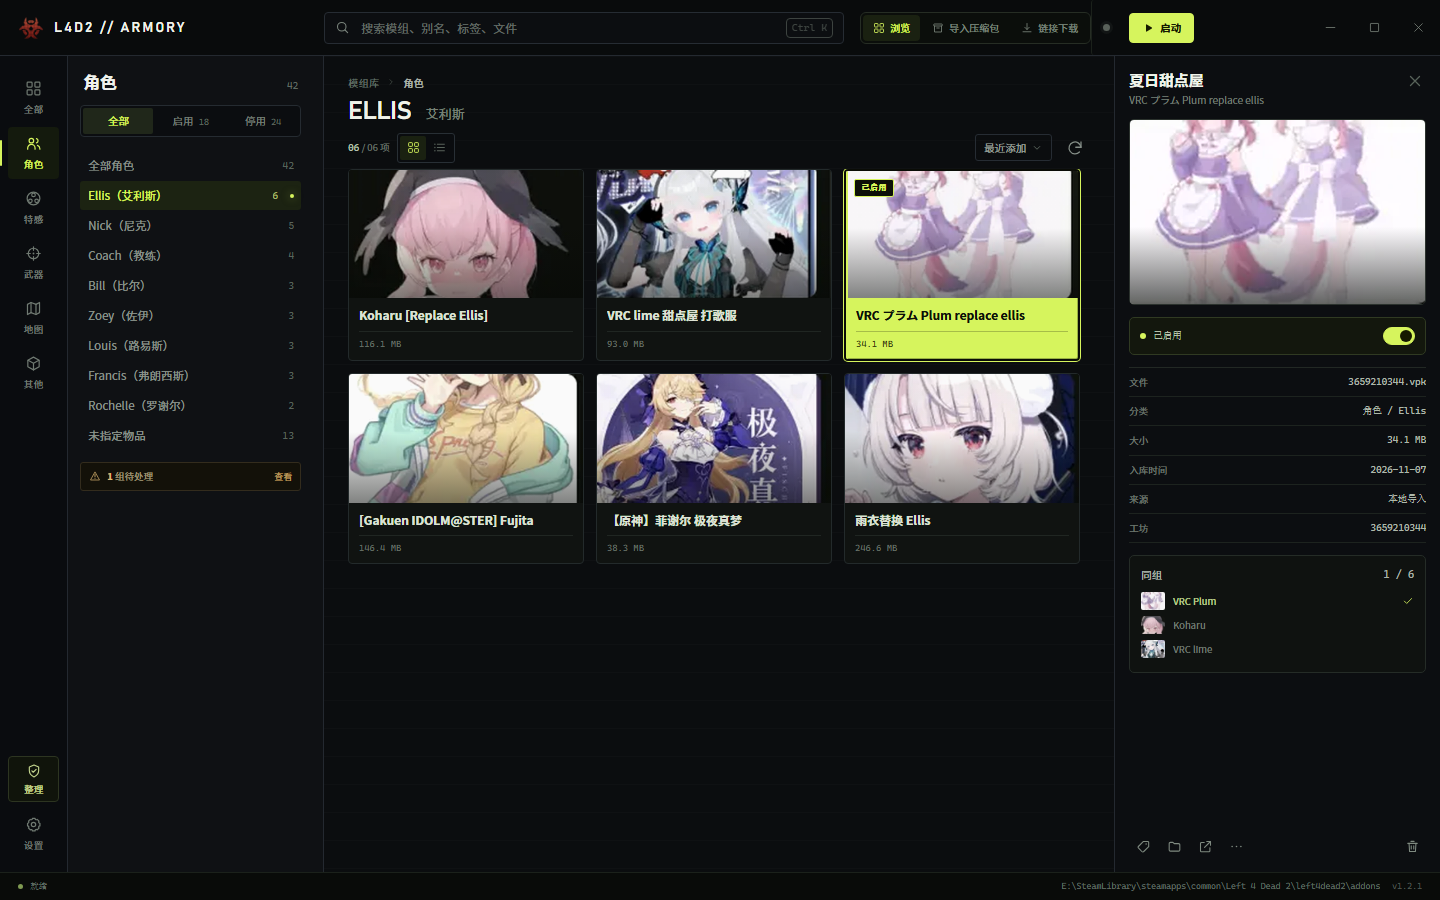 L4D2 // ARMORY
搜索模组、别名、标签、文件
Ctrl K
浏览
导入压缩包
链接下载
启动
全部
角色
特感
武器
地图
其他
整理
设置
角色
42
全部
启用 18
停用 24
全部角色 42
Ellis（艾利斯） 6
Nick（尼克） 5
Coach（教练） 4
Bill（比尔） 3
Zoey（佐伊） 3
Louis（路易斯） 3
Francis（弗朗西斯） 3
Rochelle（罗谢尔） 2
未指定物品 13
1 组待处理 查看
模组库 > 角色
ELLIS 艾利斯
06 / 06 项
最近添加
Koharu [Replace Ellis]
116.1 MB
VRC lime 甜点屋 打歌服
93.0 MB
已启用
VRC プラム Plum replace ellis
34.1 MB
[Gakuen IDOLM@STER] Fujita
146.4 MB
极夜真
【原神】菲谢尔 极夜真梦
38.3 MB
雨衣替换 Ellis
246.6 MB
夏日甜点屋
VRC プラム Plum replace ellis
已启用
文件 3659210344.vpk
分类 角色 / Ellis
大小 34.1 MB
入库时间 2026-11-07
来源 本地导入
工坊 3659210344
同组 1 / 6
VRC Plum
Koharu
VRC lime
就绪
E:\SteamLibrary\steamapps\common\Left 4 Dead 2\left4dead2\addons v1.2.1